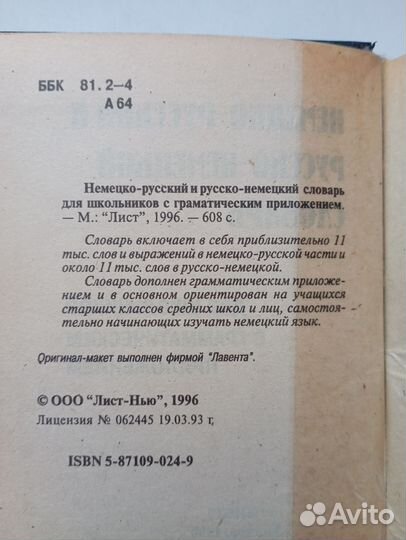 ББК 81.2—4
А 64
Немецко-русский и русско-немецкий словарь
для школьников с граматическим приложением.
— М.: “Лист”, 1996. — 608 с.
Словарь включает в себя приблизительно 11
тыс. слов и выражений в немецко-русской части и
около 11 тыс. слов в русско-немецкой.
Словарь дополнен грамматическим приложе-
нием и в основном ориентирован на учащихся
старших классов средних школ и лиц, самостоя-
тельно начинающих изучать немецкий язык.
Оригинал-макет выполнен фирмой “Лавента”.
© ООО “Лист-Нью”, 1996
Лицензия № 062445 19.03.93 г,
ISBN 5-87109-024-9
Avito